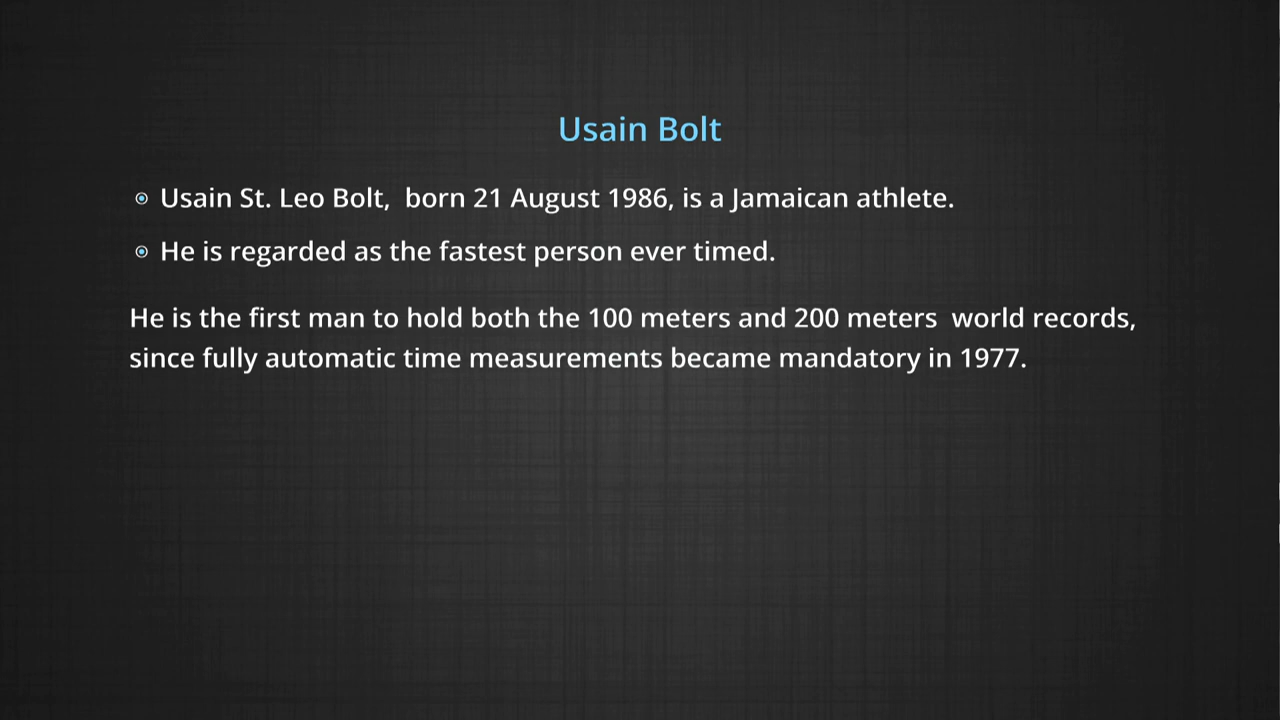 Usain Bolt
Usain St. Leo Bolt,  born 21 August 1986, is a Jamaican athlete.
He is regarded as the fastest person ever timed.
He is the first man to hold both the 100 meters and 200 meters  world records,
since fully automatic time measurements became mandatory in 1977.